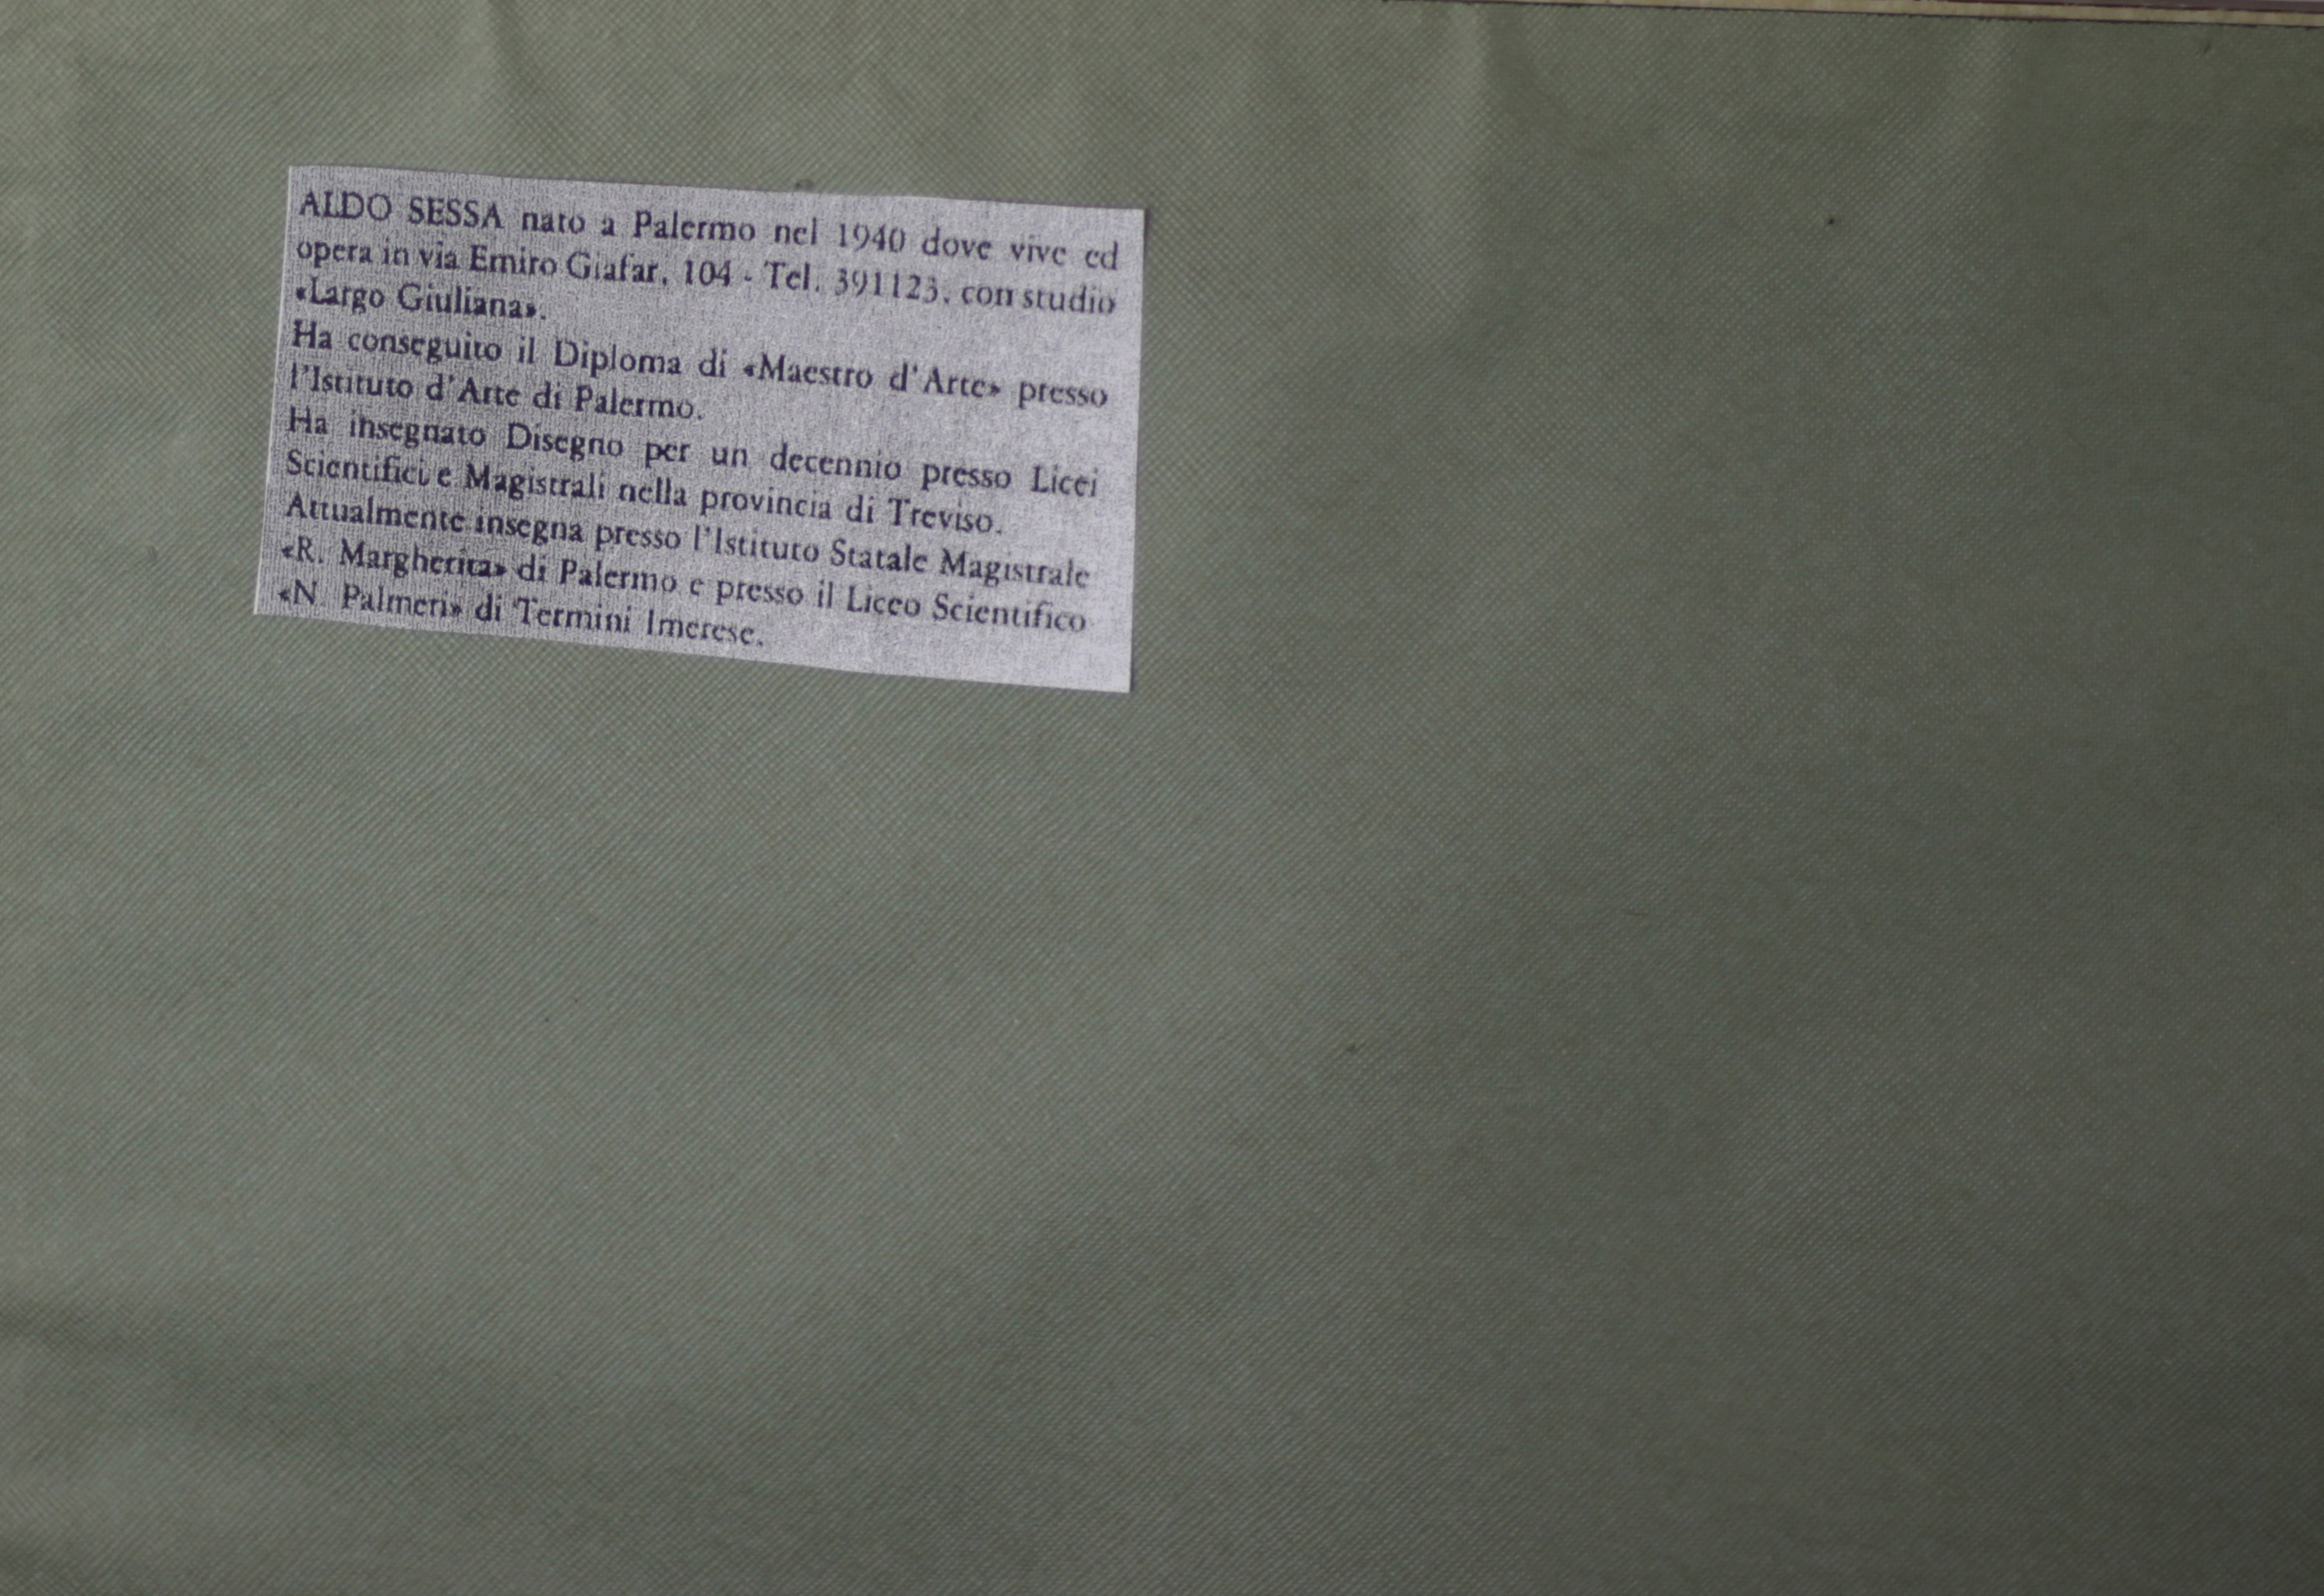 ALDO SESSA nato a Palermo nel 1940 dove vive ed
opera in via Emiro Giafar, 104 - Tel. 391123, con studio
«Largo Giuliana».
Ha conseguito il Diploma di «Maestro d'Arte» presso
l'Istituto d'Arte di Palermo.
Ha insegnato Disegno per un decennio presso Licei
Scientifici e Magistrali nella provincia di Treviso.
Attualmente insegna presso l'Istituto Statale Magistrale
«R. Margherita» di Palermo e presso il Liceo Scientifico
«N. Palmeri» di Termini Imerese.